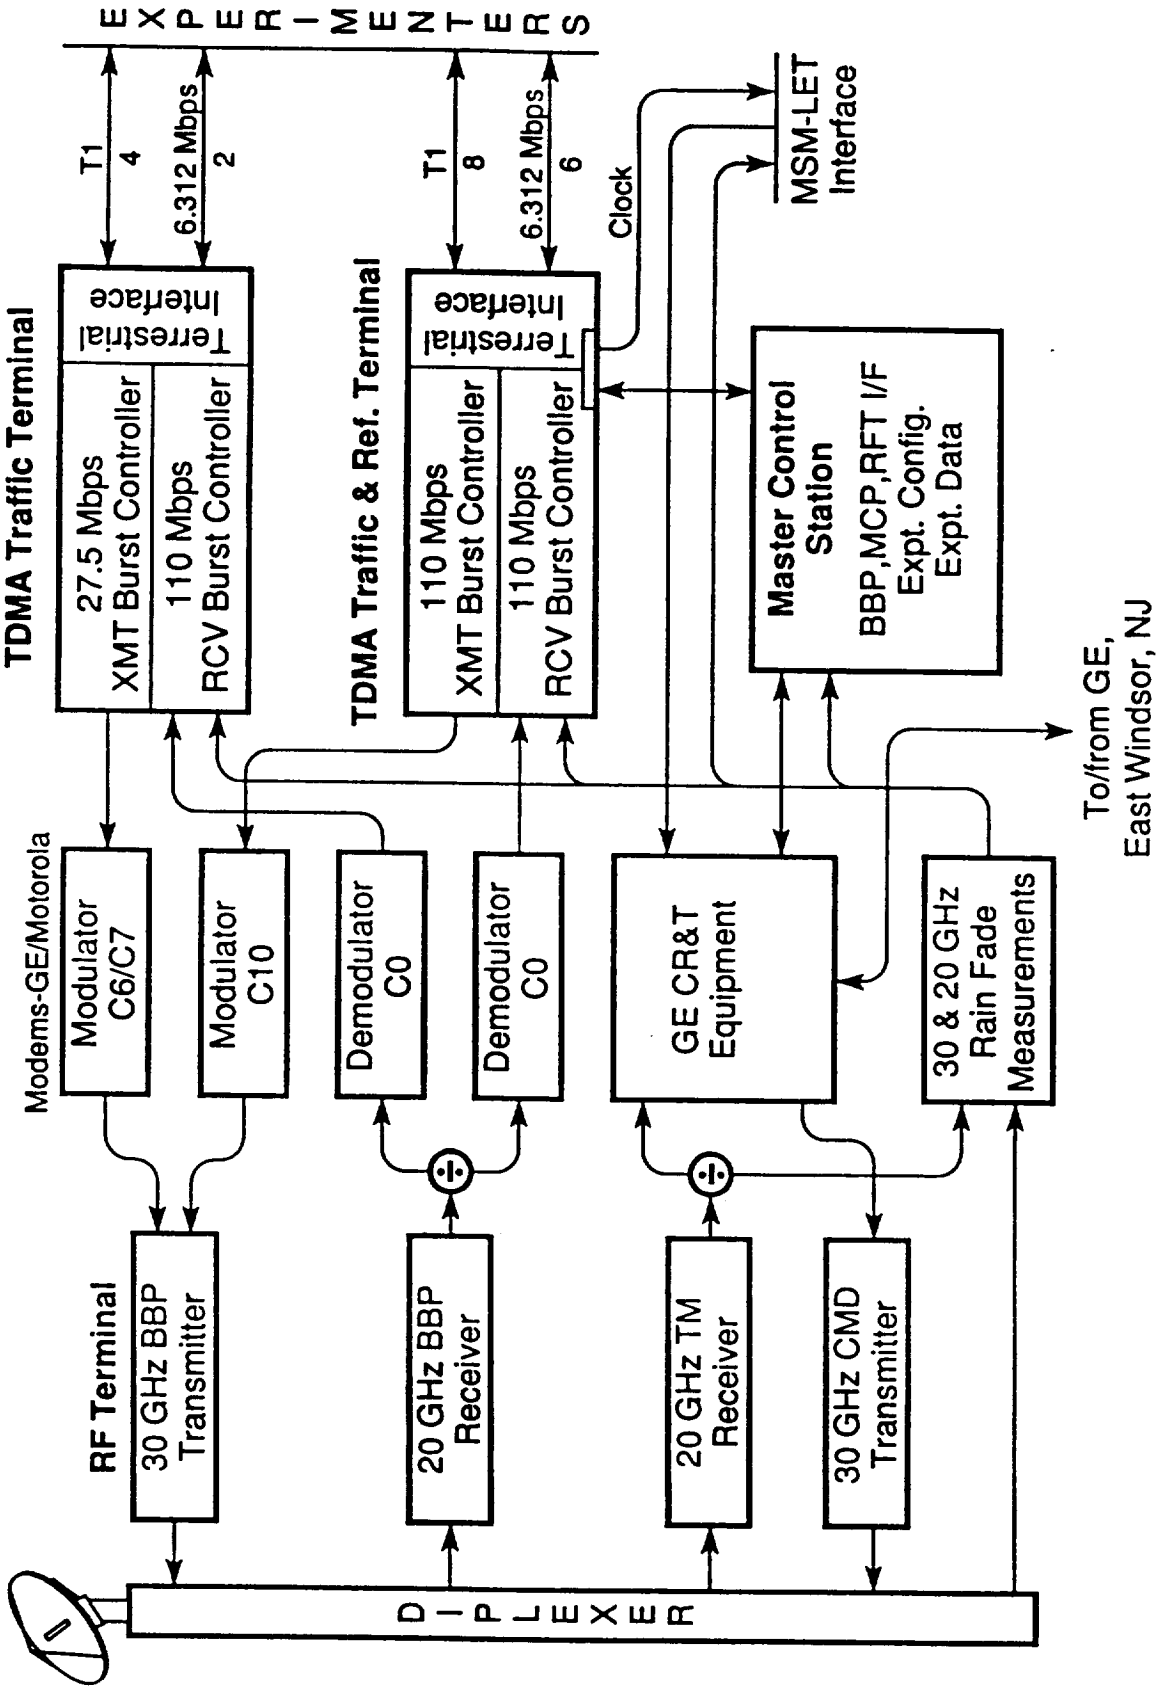 RF Terminal
30 GHz BBP
Transmitter
20 GHz BBP
Receiver
20 GHz TM
Receiver
30 GHz CMD
Transmitter
DIPLEXER
Modems-GE/Motorola
Modulator
C6/C7
Modulator
C10
Demodulator
C0
Demodulator
C0
÷
÷
GE CR&T
Equipment
30 & 20 GHz
Rain Fade
Measurements
TDMA Traffic Terminal
27.5 Mbps
XMT Burst Controller
110 Mbps
RCV Burst Controller
Terrestrial
Interface
TDMA Traffic & Ref. Terminal
110 Mbps
XMT Burst Controller
110 Mbps
RCV Burst Controller
Terrestrial
Interface
Master Control
Station
BBP,MCP,RFT I/F
Expt. Config.
Expt. Data
To/from GE,
East Windsor, NJ
T1
4
6.312 Mbps
2
T1
8
6.312 Mbps
6
Clock
EXPERIMENTERS
MSM-LET
Interface